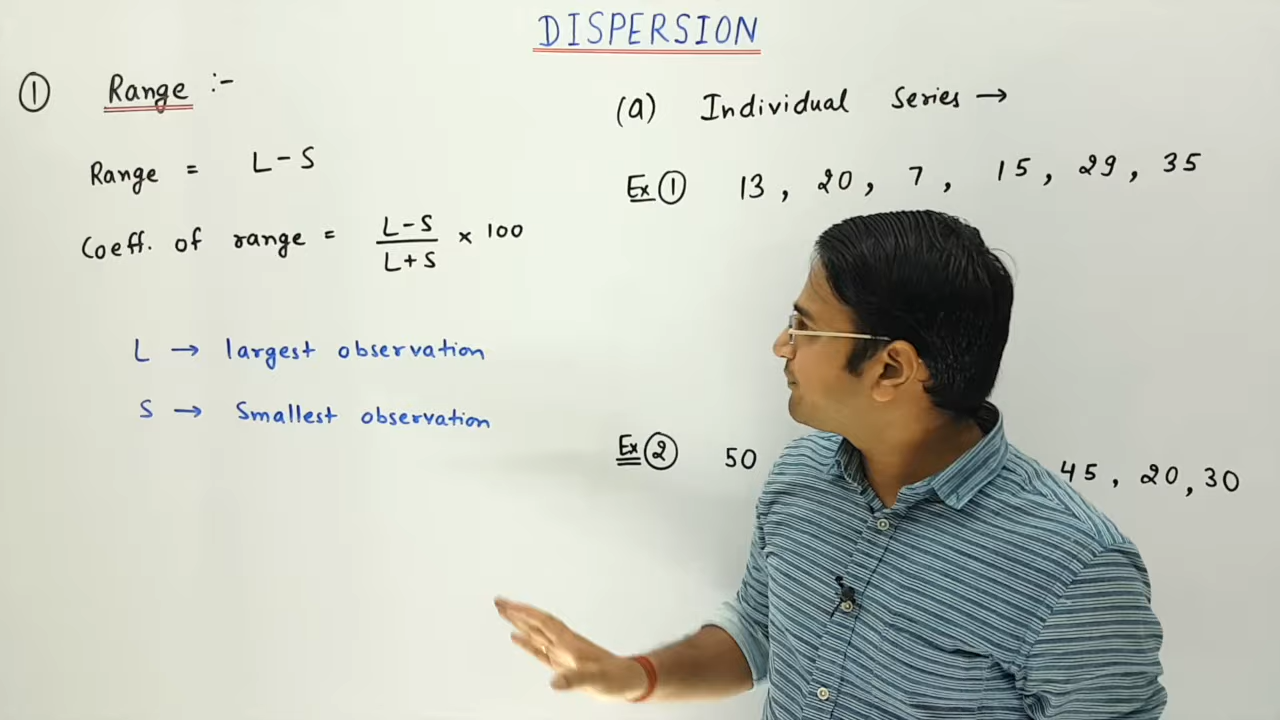 DISPERSION
① Range :-
Range = L - S
Coeff. of range = L-S / L+S × 100
L → largest observation
S → Smallest observation
(a) Individual Series →
Ex ① 13 , 20 , 7 , 15 , 29 , 35
Ex ② 50 45 , 20 , 30